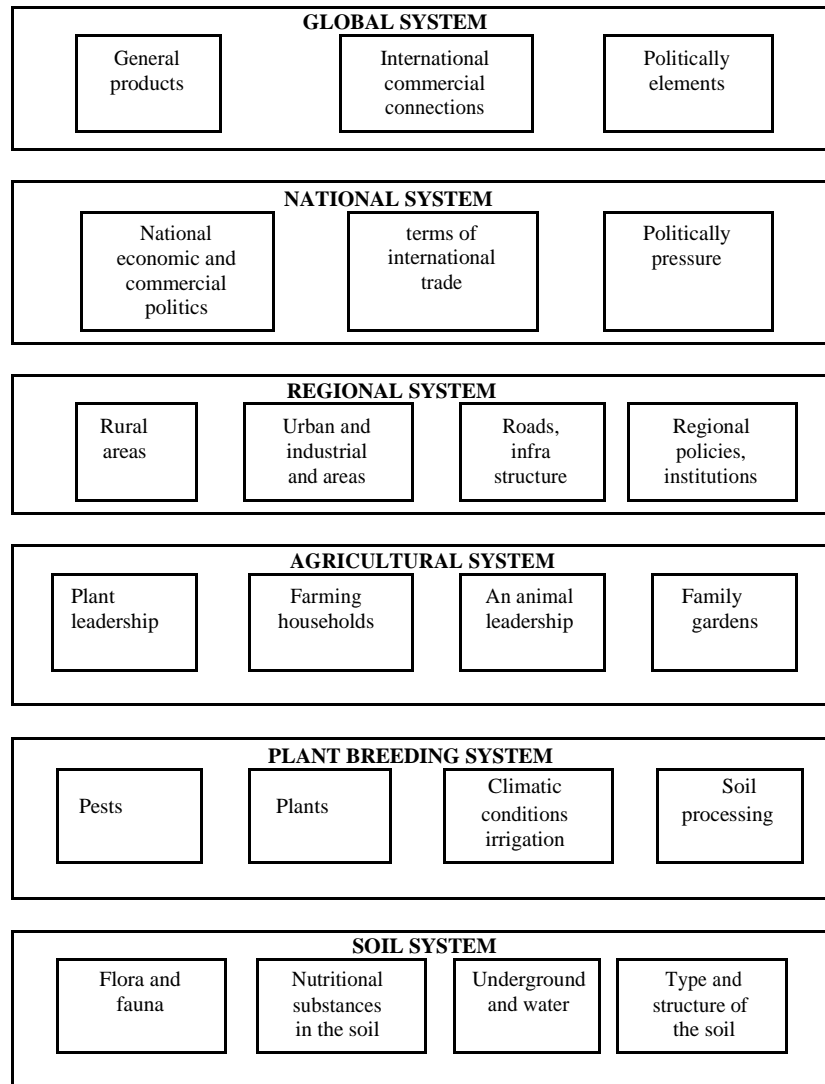 GLOBAL SYSTEM
General
products
International
commercial
connections
Politically
elements
NATIONAL SYSTEM
National
economic and
commercial
politics
terms of
international
trade
Politically
pressure
REGIONAL SYSTEM
Rural
areas
Urban and
industrial
and areas
Roads,
infra
structure
Regional
policies,
institutions
AGRICULTURAL SYSTEM
Plant
leadership
Farming
households
An animal
leadership
Family
gardens
PLANT BREEDING SYSTEM
Pests
Plants
Climatic
conditions
irrigation
Soil
processing
SOIL SYSTEM
Flora and
fauna
Nutritional
substances
in the soil
Underground
and water
Type and
structure of
the soil